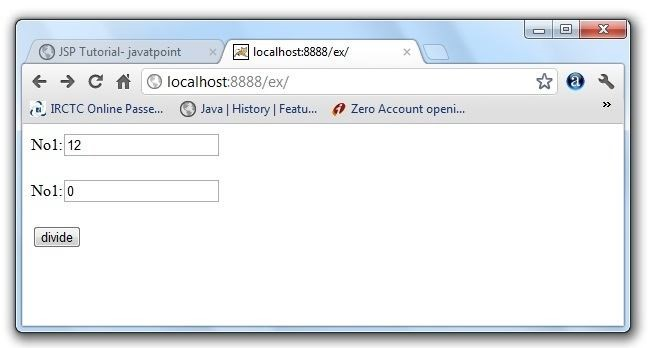 JSP Tutorial- javatpoint
localhost:8888/ex/
localhost:8888/ex/
IRCTC Online Passe...
Java | History | Featu...
Zero Account openi...
»
No1: 12
No1: 0
divide